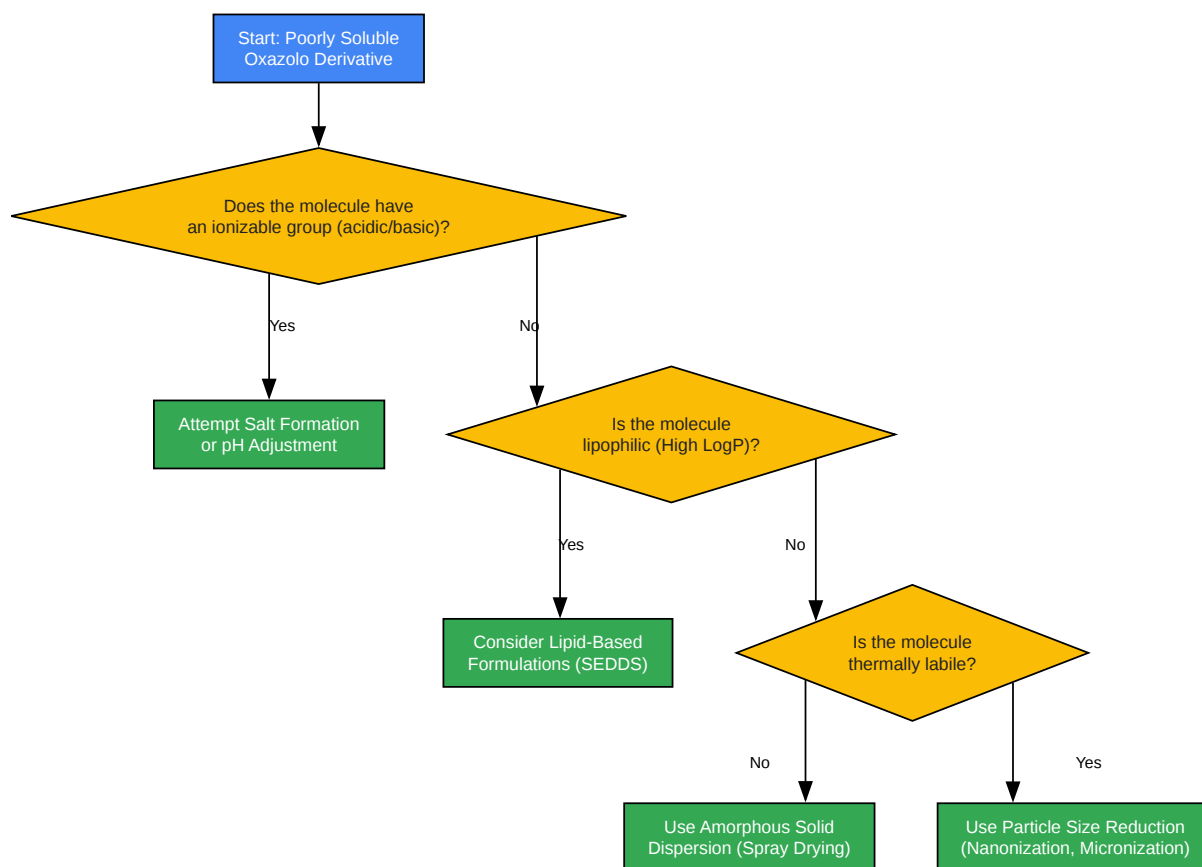 Start: Poorly Soluble
Oxazolo Derivative
Does the molecule have
an ionizable group (acidic/basic)?
Yes
No
Attempt Salt Formation
or pH Adjustment
Is the molecule
lipophilic (High LogP)?
Yes
No
Consider Lipid-Based
Formulations (SEDDS)
Is the molecule
thermally labile?
No
Yes
Use Amorphous Solid
Dispersion (Spray Drying)
Use Particle Size Reduction
(Nanonization, Micronization)